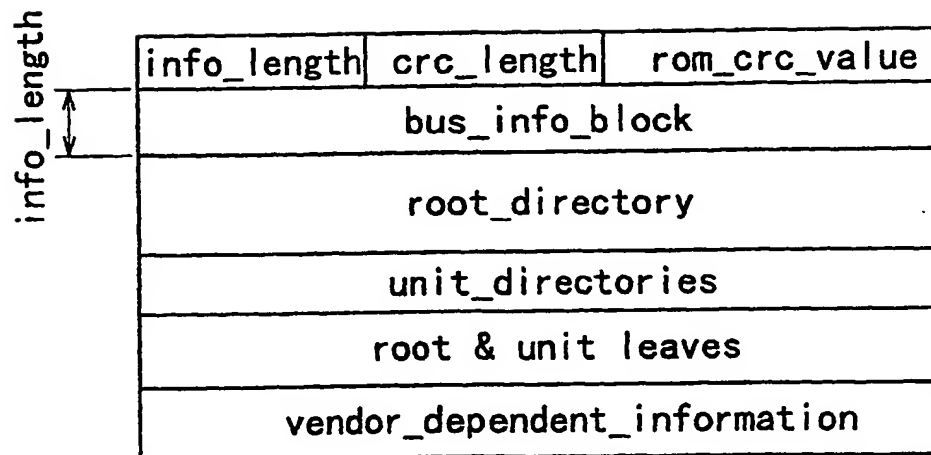 info_length
info_length crc_length rom_crc_value
bus_info_block
root_directory
unit_directories
root & unit leaves
vendor_dependent_information